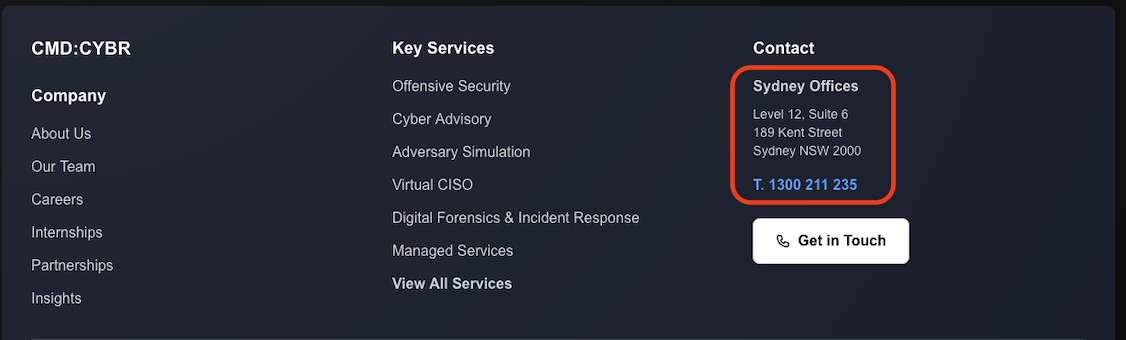 CMD:CYBR
Company
About Us
Our Team
Careers
Internships
Partnerships
Insights
Key Services
Offensive Security
Cyber Advisory
Adversary Simulation
Virtual CISO
Digital Forensics & Incident Response
Managed Services
View All Services
Contact
Sydney Offices
Level 12, Suite 6
189 Kent Street
Sydney NSW 2000
T. 1300 211 235
Get in Touch